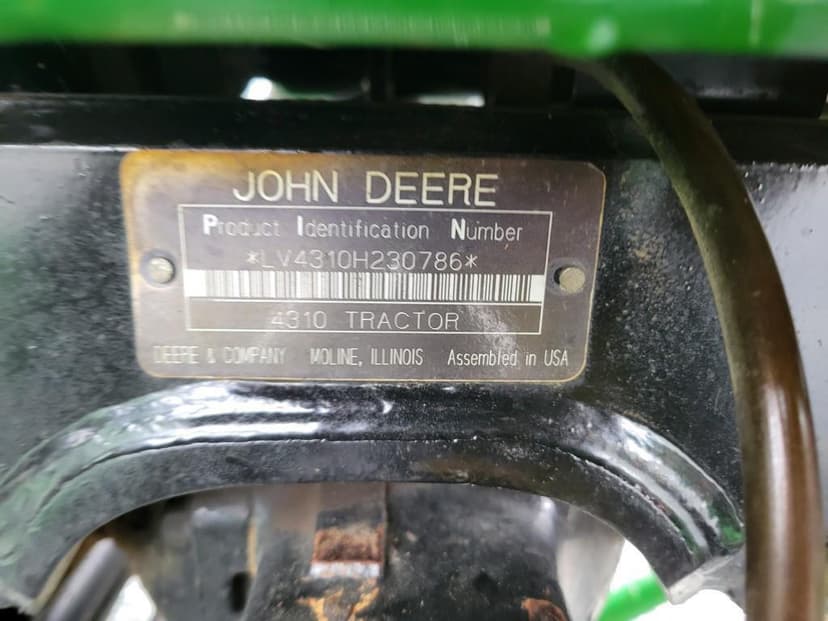 JOHN DEERE
Product Identification Number
*LV4310H230786*
4310 TRACTOR
DEERE & COMPANY MOLINE, ILLINOIS Assembled in USA